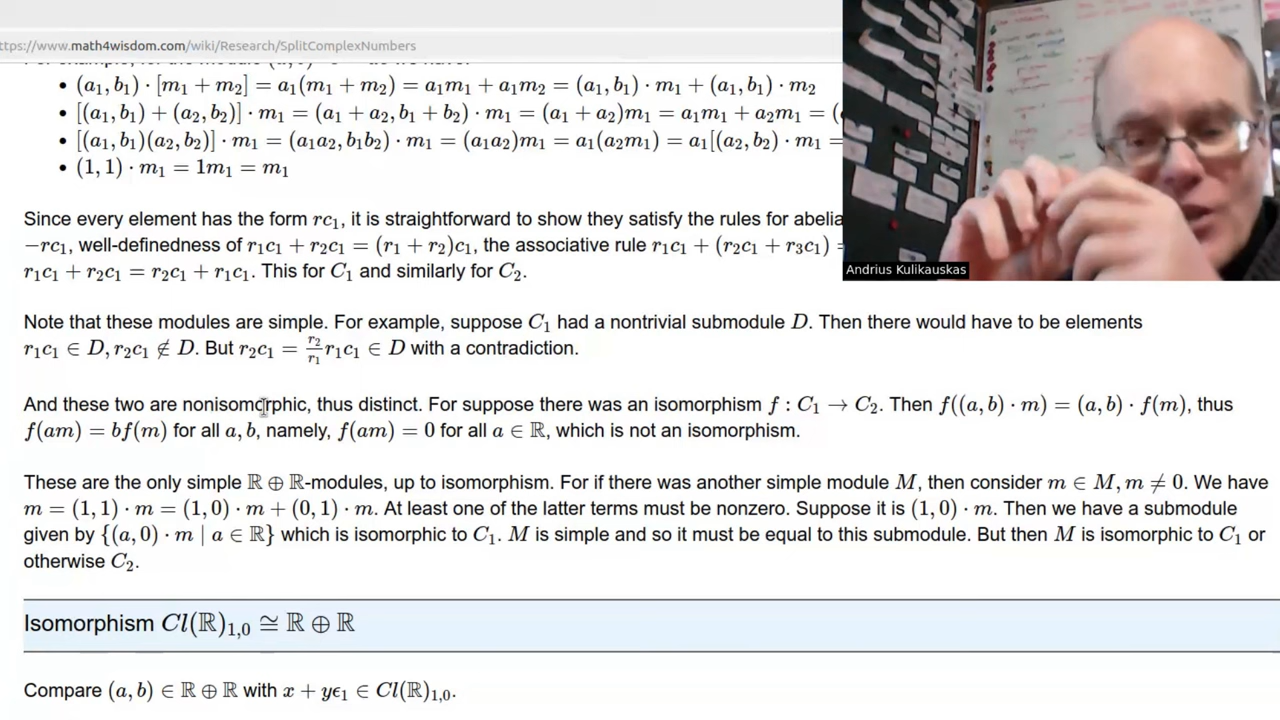 https://www.math4wisdom.com/wiki/Research/SplitComplexNumbers
• (a₁, b₁) · [m₁ + m₂] = a₁(m₁ + m₂) = a₁m₁ + a₁m₂ = (a₁, b₁) · m₁ + (a₁, b₁) · m₂
• [(a₁, b₁) + (a₂, b₂)] · m₁ = (a₁ + a₂, b₁ + b₂) · m₁ = (a₁ + a₂)m₁ = a₁m₁ + a₂m₁ = (
• [(a₁, b₁)(a₂, b₂)] · m₁ = (a₁a₂, b₁b₂) · m₁ = (a₁a₂)m₁ = a₁(a₂m₁) = a₁[(a₂, b₂) · m₁ =
• (1, 1) · m₁ = 1m₁ = m₁
Since every element has the form rc₁, it is straightforward to show they satisfy the rules for abelia
−rc₁, well-definedness of r₁c₁ + r₂c₁ = (r₁ + r₂)c₁, the associative rule r₁c₁ + (r₂c₁ + r₃c₁) =
r₁c₁ + r₂c₁ = r₂c₁ + r₁c₁. This for C₁ and similarly for C₂.
Andrius Kulikauskas
Note that these modules are simple. For example, suppose C₁ had a nontrivial submodule D. Then there would have to be elements
r₁c₁ ∈ D, r₂c₁ ∉ D. But r₂c₁ = r₂/r₁ r₁c₁ ∈ D with a contradiction.
And these two are nonisomorphic, thus distinct. For suppose there was an isomorphism f : C₁ → C₂. Then f((a, b) · m) = (a, b) · f(m), thus
f(am) = bf(m) for all a, b, namely, f(am) = 0 for all a ∈ ℝ, which is not an isomorphism.
These are the only simple ℝ ⊕ ℝ-modules, up to isomorphism. For if there was another simple module M, then consider m ∈ M, m ≠ 0. We have
m = (1, 1) · m = (1, 0) · m + (0, 1) · m. At least one of the latter terms must be nonzero. Suppose it is (1, 0) · m. Then we have a submodule
given by {(a, 0) · m | a ∈ ℝ} which is isomorphic to C₁. M is simple and so it must be equal to this submodule. But then M is isomorphic to C₁ or
otherwise C₂.
Isomorphism Cl(ℝ)₁,₀ ≅ ℝ ⊕ ℝ
Compare (a, b) ∈ ℝ ⊕ ℝ with x + yϵ₁ ∈ Cl(ℝ)₁,₀.